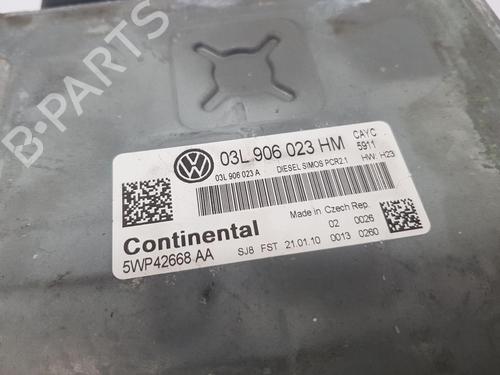 B-PARTS
03L 906 023 HM
CAYC
5911
03L 906 023 A
DIESEL SIMOS PCR2.1
HW: H23
Made in Czech Rep.
02 0026
Continental
5WP42668 AA
SJ8 FST 21.01.10 0013 0260